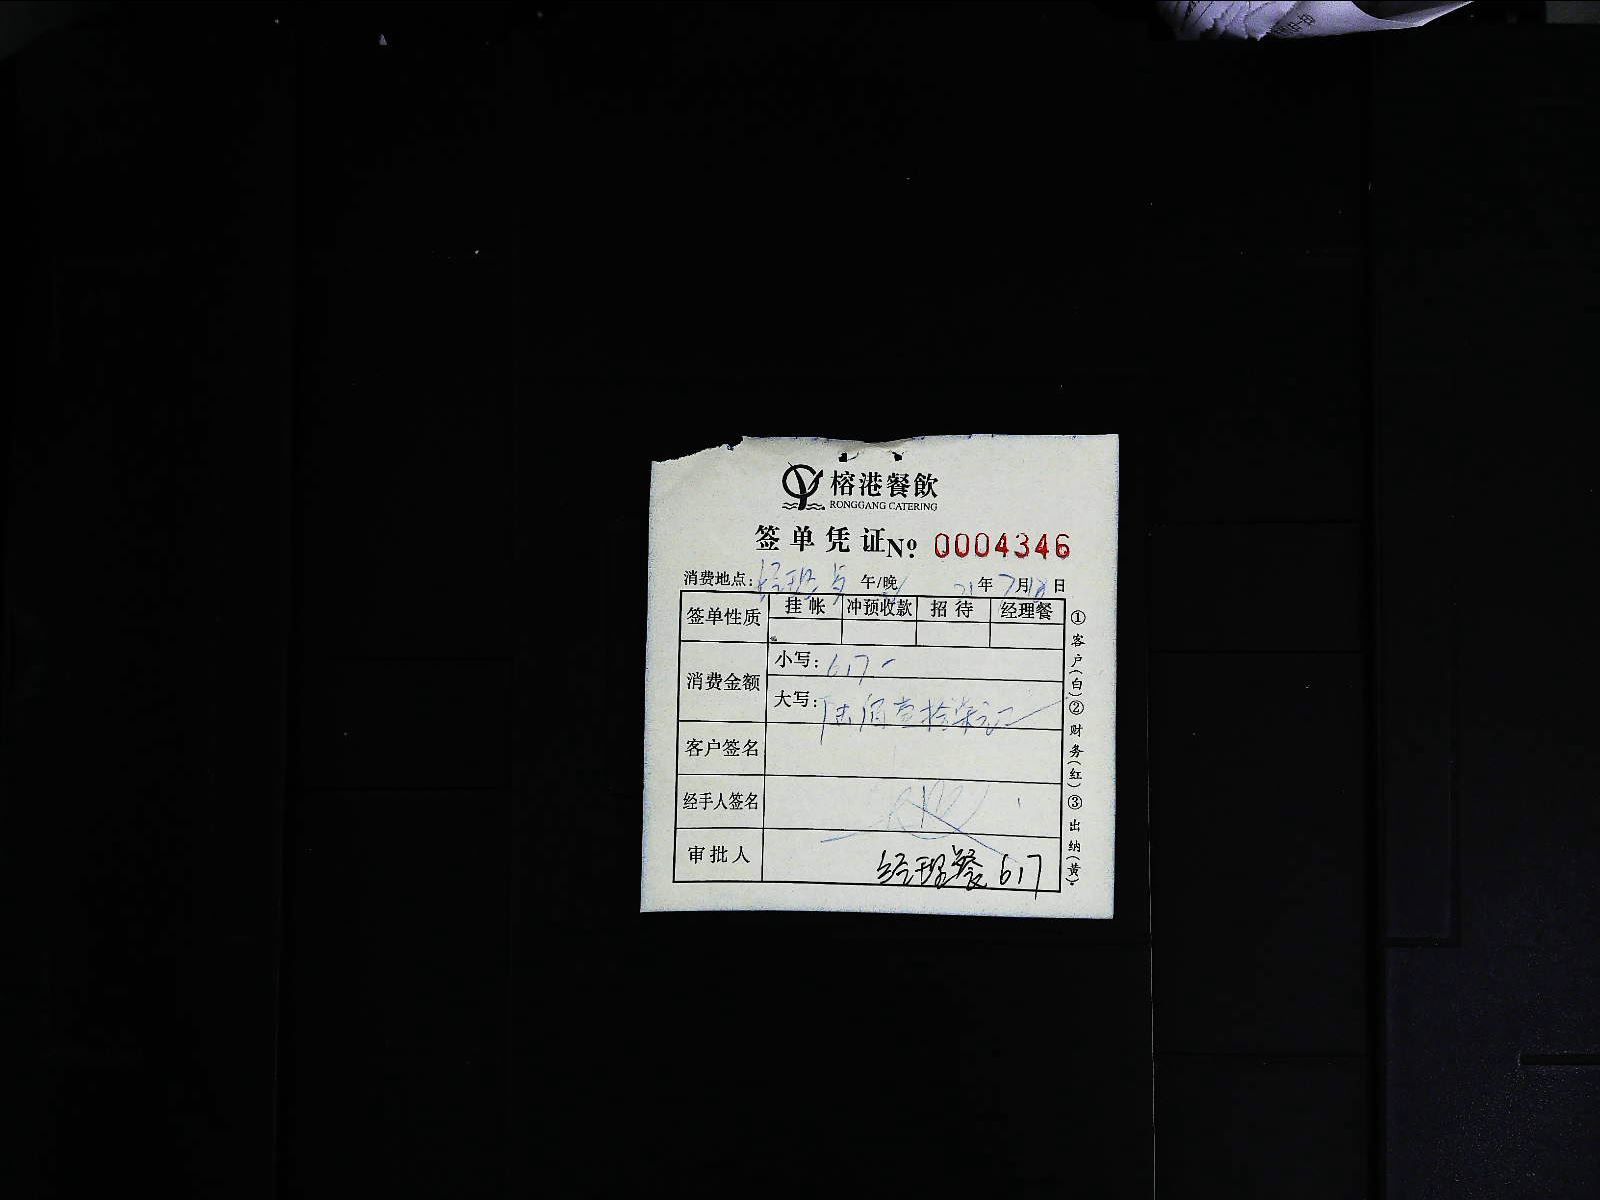 榕港餐飲
RONGGANG CATERING
签单凭证 № 0004346
消费地点: 经理 午/晚 21年7月18日
签单性质 挂帐 冲预收款 招待 经理餐
消费金额
小写: 617-
大写: 陆佰壹拾柒元
客户签名
经手人签名
审批人 经理餐 617
①客户(白)②财务(红)③出纳(黄)